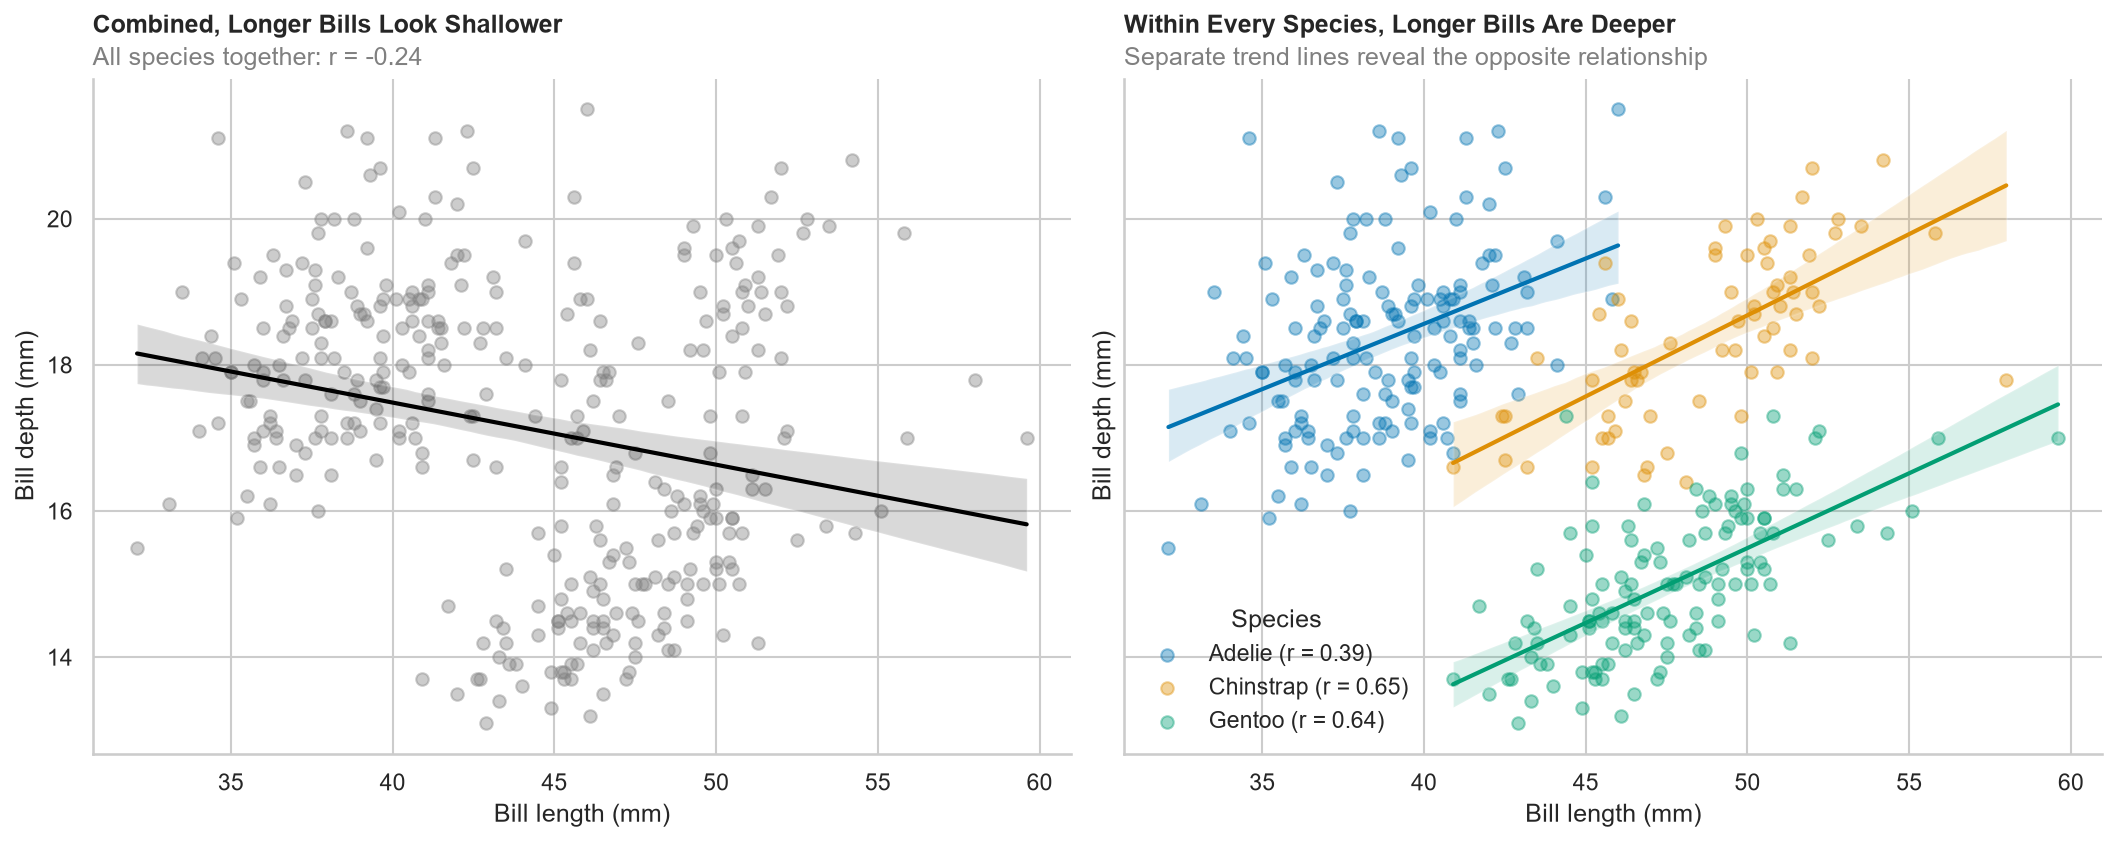 Combined, Longer Bills Look Shallower
All species together: r = -0.24
Bill depth (mm)
20
18
16
14
35 40 45 50 55 60
Bill length (mm)
Within Every Species, Longer Bills Are Deeper
Separate trend lines reveal the opposite relationship
Bill depth (mm)
Species
Adelie (r = 0.39)
Chinstrap (r = 0.65)
Gentoo (r = 0.64)
35 40 45 50 55 60
Bill length (mm)